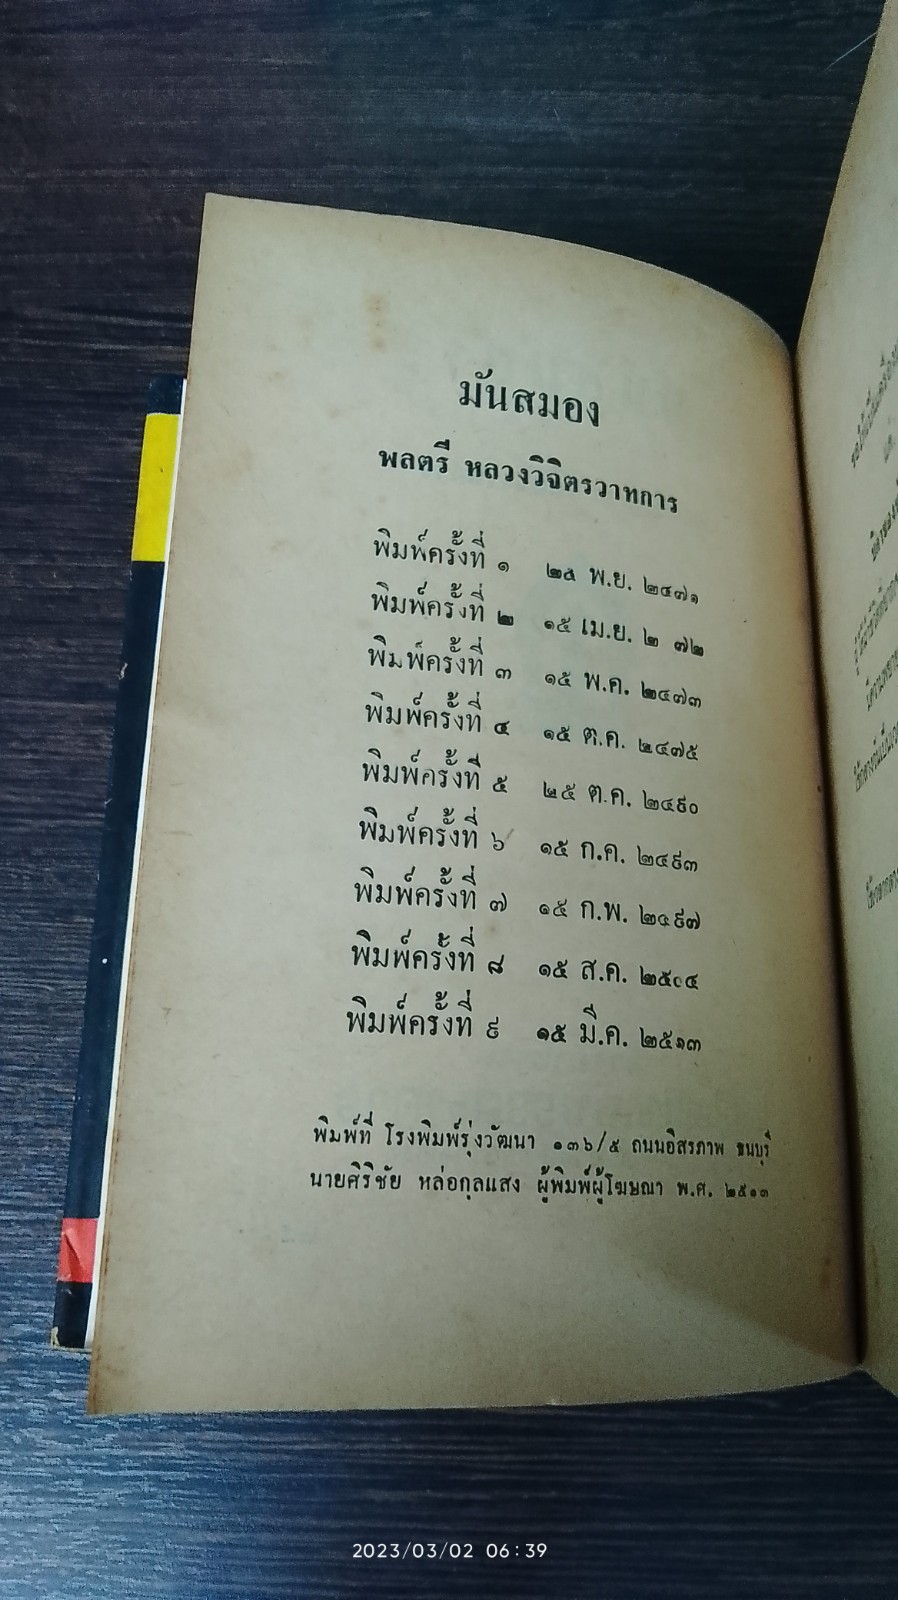 มันสมอง
พลตรี หลวงวิจิตรวาทการ
พิมพ์ครั้งที่ ๑ ๒๕ พ.ย. ๒๔๗๑
พิมพ์ครั้งที่ ๒ ๑๕ เม.ย. ๒ ๗๒
พิมพ์ครั้งที่ ๓ ๑๕ พ.ค. ๒๔๗๓
พิมพ์ครั้งที่ ๔ ๑๕ ต.ค. ๒๔๗๕
พิมพ์ครั้งที่ ๕ ๒๕ ต.ค. ๒๔๙๐
พิมพ์ครั้งที่ ๖ ๑๕ ก.ค. ๒๔๙๓
พิมพ์ครั้งที่ ๗ ๑๕ ก.พ. ๒๔๙๗
พิมพ์ครั้งที่ ๘ ๑๕ ส.ค. ๒๕๐๔
พิมพ์ครั้งที่ ๙ ๑๕ มี.ค. ๒๕๑๓
พิมพ์ที่ โรงพิมพ์รุ่งวัฒนา ๑๓๖/๕ ถนนอิสรภาพ ธนบุรี
นายศิริชัย หล่อกุลแสง ผู้พิมพ์ผู้โฆษณา พ.ศ. ๒๕๑๓
2023/03/02 06:39